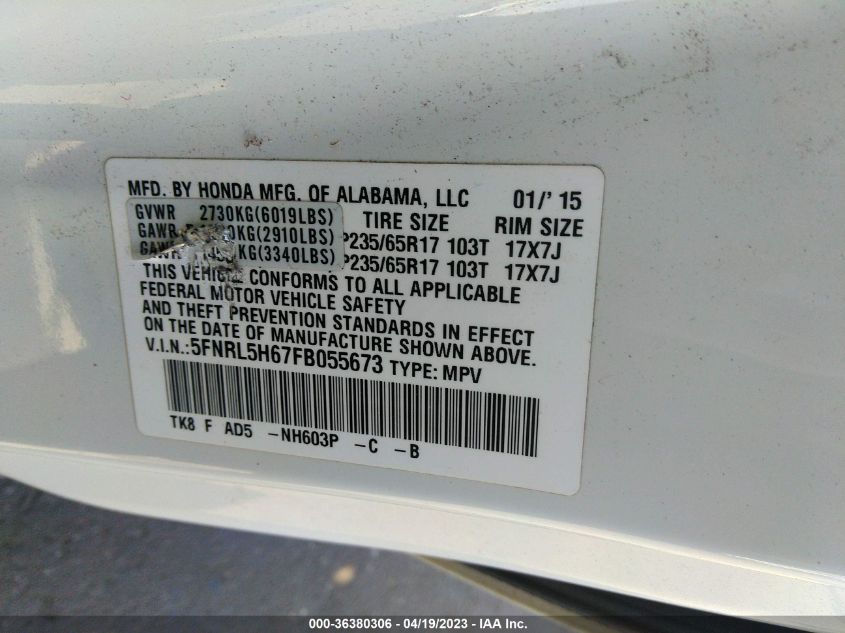 MFD. BY HONDA MFG. OF ALABAMA, LLC 01/' 15
GVWR 2730KG(6019LBS) TIRE SIZE RIM SIZE
GAWR KG(2910LBS) P235/65R17 103T 17X7J
GAWR KG(3340LBS) P235/65R17 103T 17X7J
THIS VEHICLE CONFORMS TO ALL APPLICABLE
FEDERAL MOTOR VEHICLE SAFETY
AND THEFT PREVENTION STANDARDS IN EFFECT
ON THE DATE OF MANUFACTURE SHOWN ABOVE.
V.I.N.:5FNRL5H67FB055673 TYPE: MPV
TK8 F AD5 -NH603P -C -B
000-36380306 - 04/19/2023 - IAA Inc.